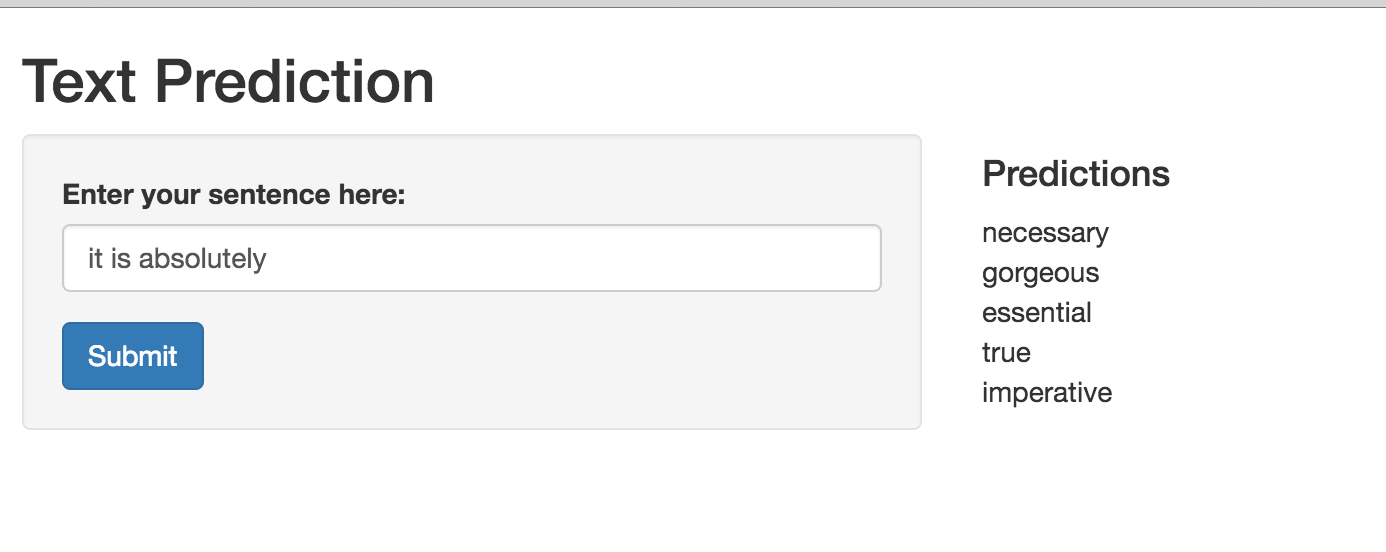 Text Prediction
Enter your sentence here:
it is absolutely
Submit
Predictions
necessary
gorgeous
essential
true
imperative